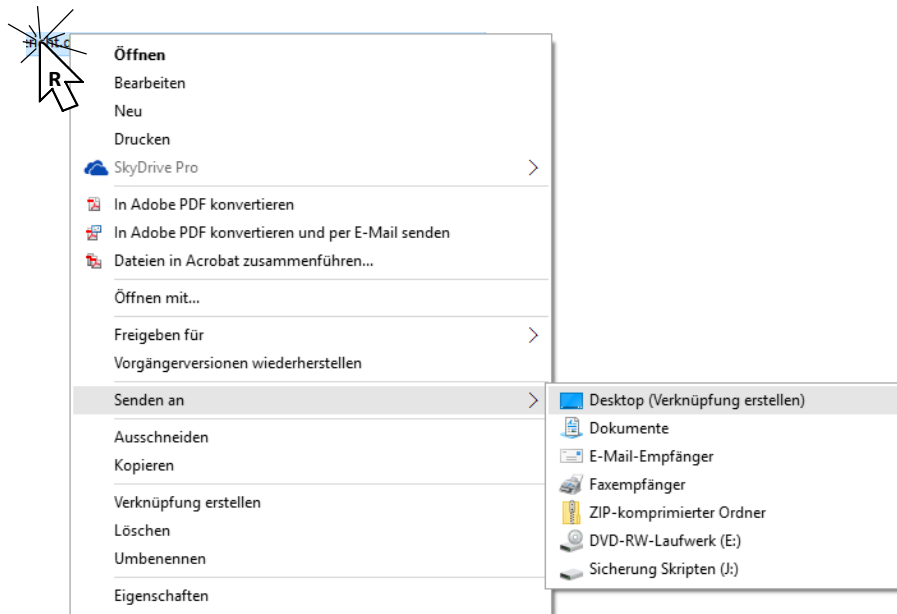 R
Öffnen
Bearbeiten
Neu
Drucken
SkyDrive Pro
In Adobe PDF konvertieren
In Adobe PDF konvertieren und per E-Mail senden
Dateien in Acrobat zusammenführen...
Öffnen mit...
Freigeben für
Vorgängerversionen wiederherstellen
Senden an
Ausschneiden
Kopieren
Verknüpfung erstellen
Löschen
Umbenennen
Eigenschaften
Desktop (Verknüpfung erstellen)
Dokumente
E-Mail-Empfänger
Faxempfänger
ZIP-komprimierter Ordner
DVD-RW-Laufwerk (E:)
Sicherung Skripten (J:)